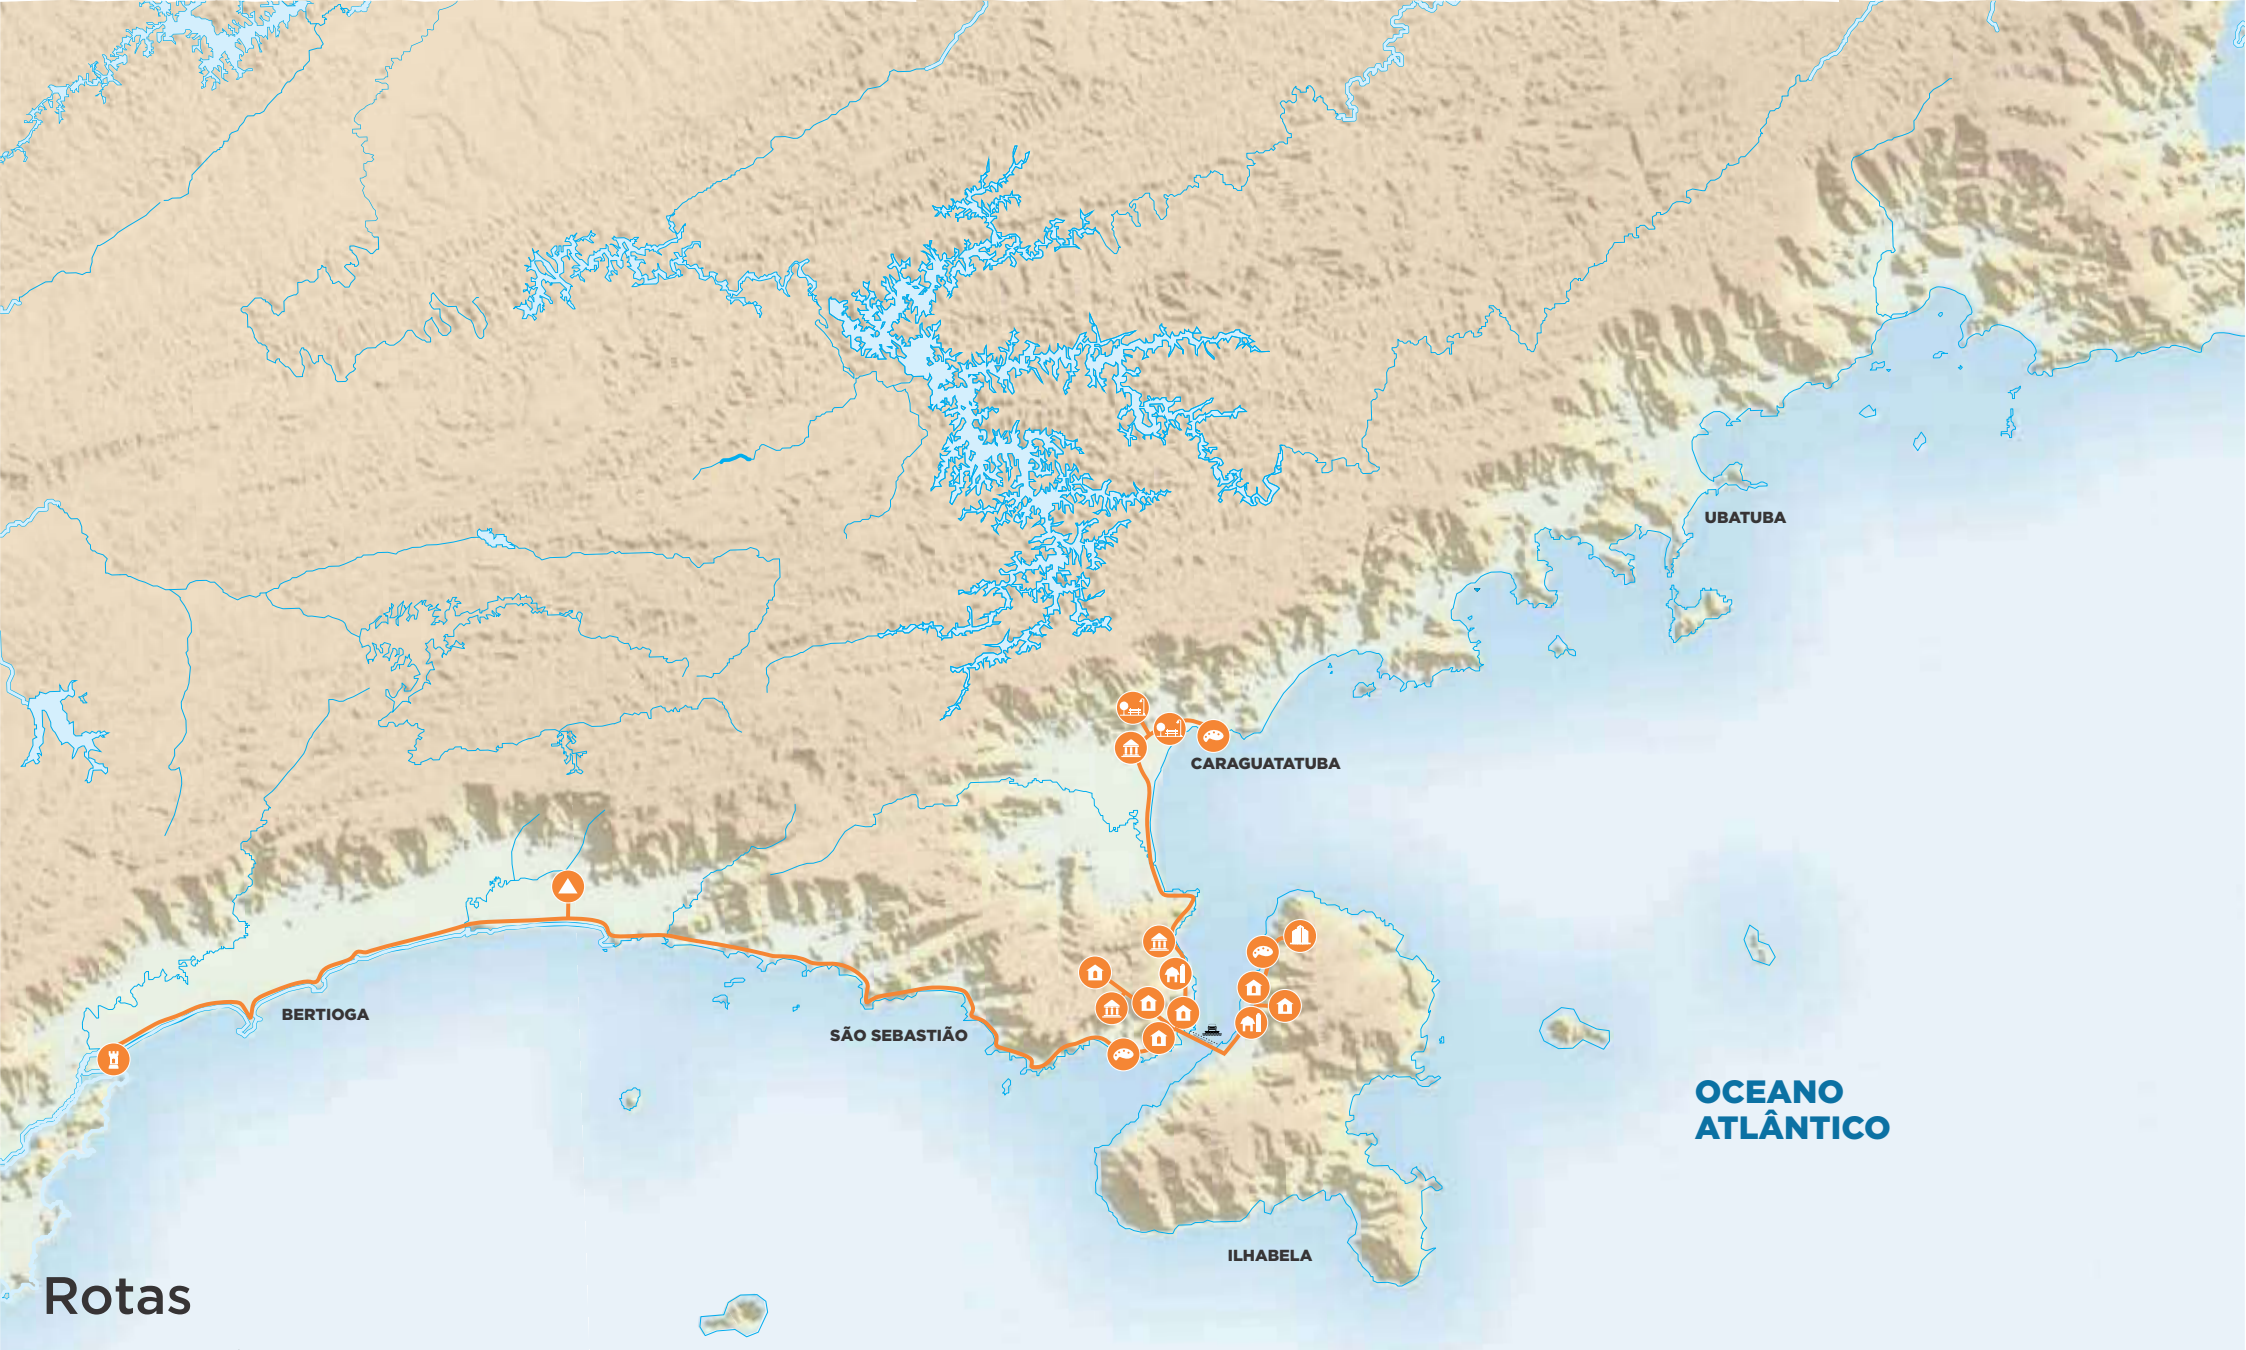 UBATUBA
CARAGUATATUBA
BERTIOGA
SÃO SEBASTIÃO
OCEANO
ATLÂNTICO
ILHABELA
Rotas